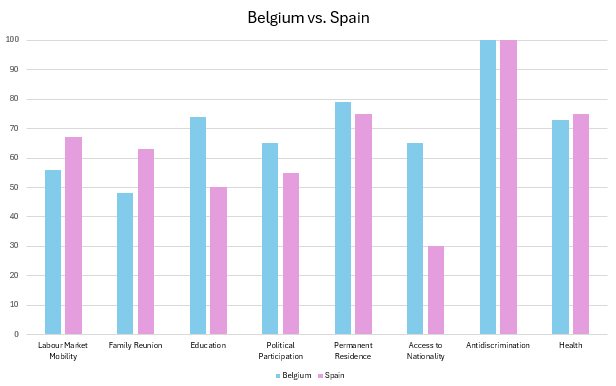 Belgium vs. Spain
100
90
80
70
60
50
40
30
20
10
0
Labour Market
Mobility
Family Reunion
Education
Political
Participation
Permanent
Residence
Access to
Nationality
Antidiscrimination
Health
Belgium Spain